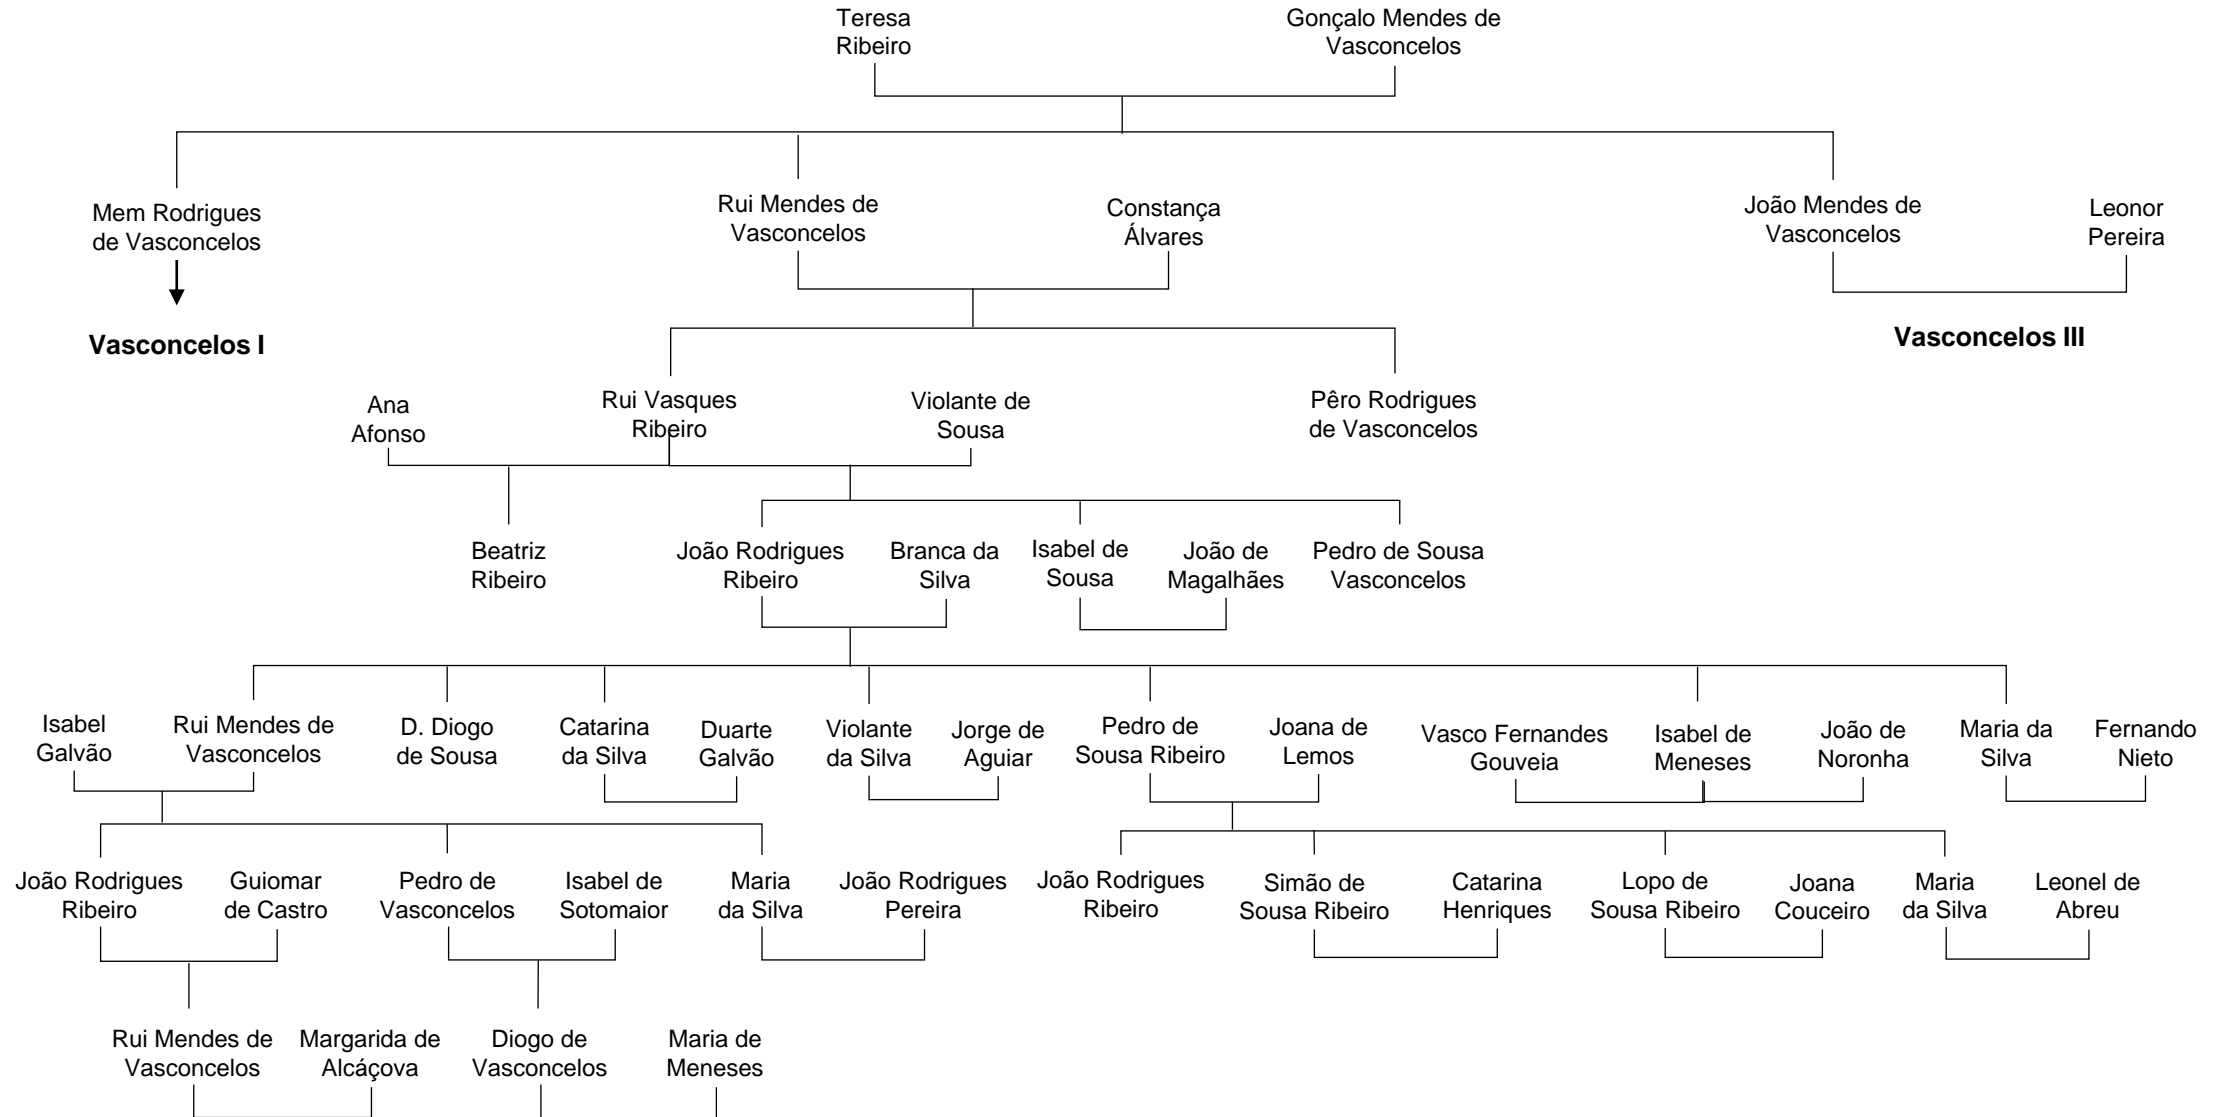 Teresa
Ribeiro
Gonçalo Mendes de
Vasconcelos
Mem Rodrigues
de Vasconcelos
Rui Mendes de
Vasconcelos
Constança
Álvares
João Mendes de
Vasconcelos
Leonor
Pereira
Vasconcelos I
Vasconcelos III
Ana
Afonso
Rui Vasques
Ribeiro
Violante de
Sousa
Pêro Rodrigues
de Vasconcelos
Beatriz
Ribeiro
João Rodrigues
Ribeiro
Branca da
Silva
Isabel de
Sousa
João de
Magalhães
Pedro de Sousa
Vasconcelos
Isabel
Galvão
Rui Mendes de
Vasconcelos
D. Diogo
de Sousa
Catarina
da Silva
Duarte
Galvão
Violante
da Silva
Jorge de
Aguiar
Pedro de
Sousa Ribeiro
Joana de
Lemos
Vasco Fernandes
Gouveia
Isabel de
Meneses
João de
Noronha
Maria da
Silva
Fernando
Nieto
João Rodrigues
Ribeiro
Guiomar
de Castro
Pedro de
Vasconcelos
Isabel de
Sotomaior
Maria
da Silva
João Rodrigues
Pereira
João Rodrigues
Ribeiro
Simão de
Sousa Ribeiro
Catarina
Henriques
Lopo de
Sousa Ribeiro
Joana
Couceiro
Maria
da Silva
Leonel de
Abreu
Rui Mendes de
Vasconcelos
Margarida de
Alcáçova
Diogo de
Vasconcelos
Maria de
Meneses